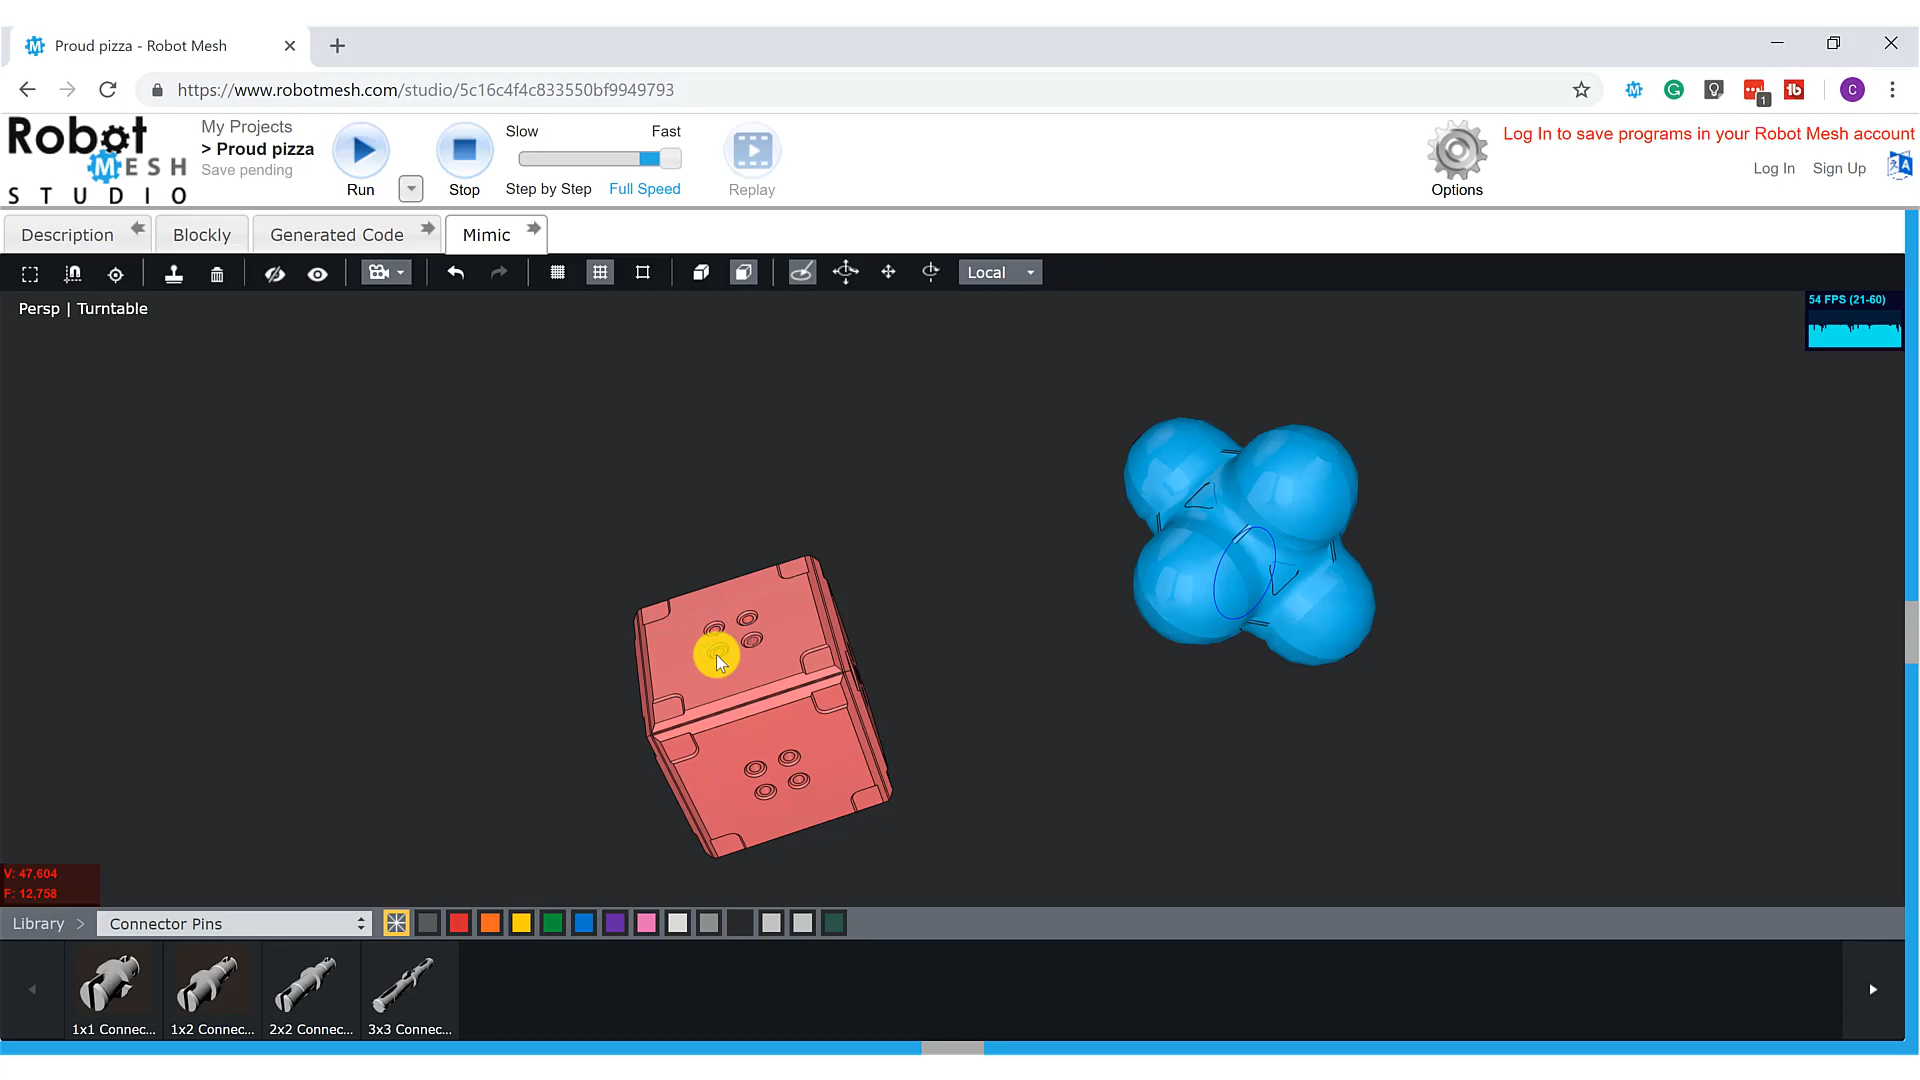 Proud pizza - Robot Mesh
https://www.robotmesh.com/studio/5c16c4f4c833550bf9949793
1
C
Robot
MESH
STUDIO
My Projects
> Proud pizza
Save pending
Run
Stop
Slow
Fast
Step by Step
Full Speed
Replay
Options
Log In to save programs in your Robot Mesh account
Log In
Sign Up
Description
Blockly
Generated Code
Mimic
Local
Persp | Turntable
54 FPS (21-60)
V: 47,604
F: 12,758
Library >
Connector Pins
1x1 Connec...
1x2 Connec...
2x2 Connec...
3x3 Connec...